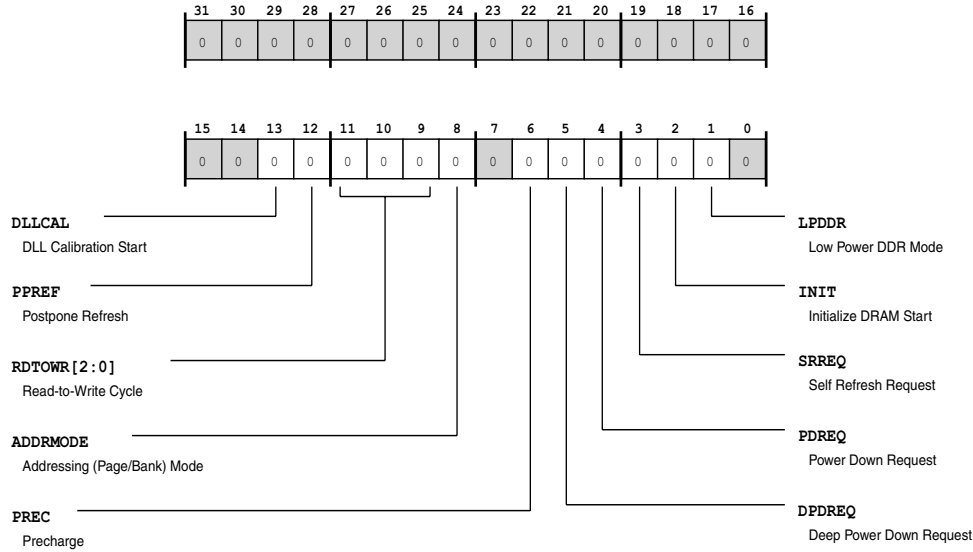 31 30 29 28 27 26 25 24 23 22 21 20 19 18 17 16
0 0 0 0 0 0 0 0 0 0 0 0 0 0 0 0
15 14 13 12 11 10 9 8 7 6 5 4 3 2 1 0
0 0 0 0 0 0 0 0 0 0 0 0 0 0 0 0
DLLCAL
DLL Calibration Start
PPREF
Postpone Refresh
RDTOWR[2:0]
Read-to-Write Cycle
ADDRMODE
Addressing (Page/Bank) Mode
PREC
Precharge
LPDDR
Low Power DDR Mode
INIT
Initialize DRAM Start
SRREQ
Self Refresh Request
PDREQ
Power Down Request
DPDREQ
Deep Power Down Request